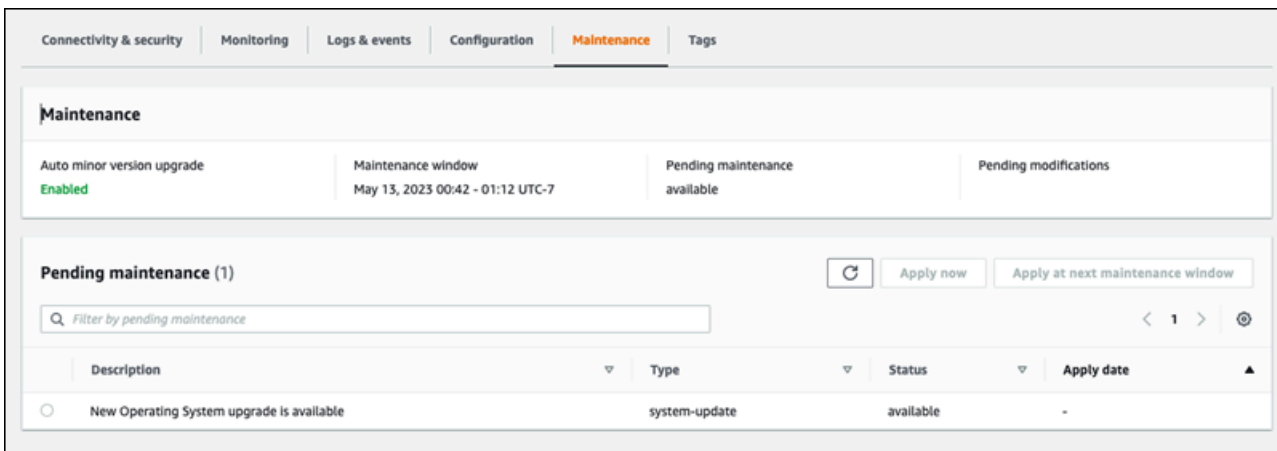 Connectivity & security Monitoring Logs & events Configuration Maintenance Tags
Maintenance
Auto minor version upgrade Maintenance window Pending maintenance Pending modifications
Enabled May 13, 2023 00:42 - 01:12 UTC-7 available
Pending maintenance (1) Apply now Apply at next maintenance window
Filter by pending maintenance 1
Description Type Status Apply date
New Operating System upgrade is available system-update available -